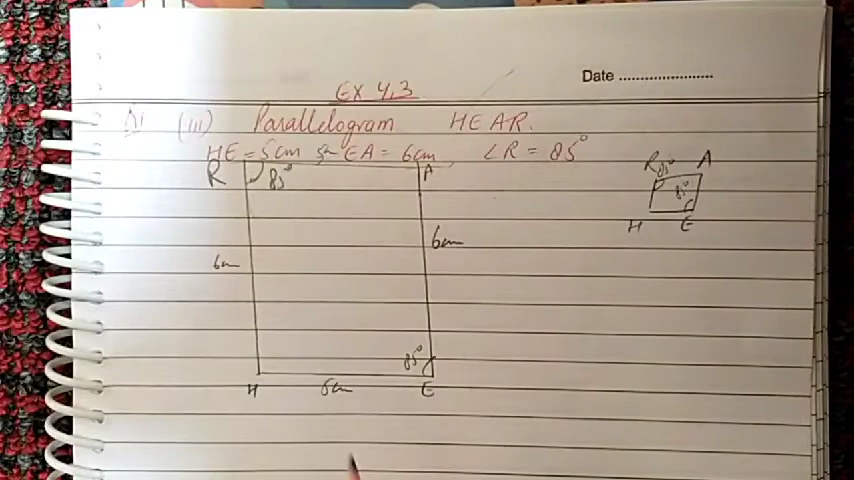 Date ........................
EX 4.3
Q1 (iii) Parallelogram HEAR.
HE = 5cm EA = 6cm, ∠R = 85°
R 85° A
R 85° A
85°
H E
6cm 6cm
85°
H 5cm E